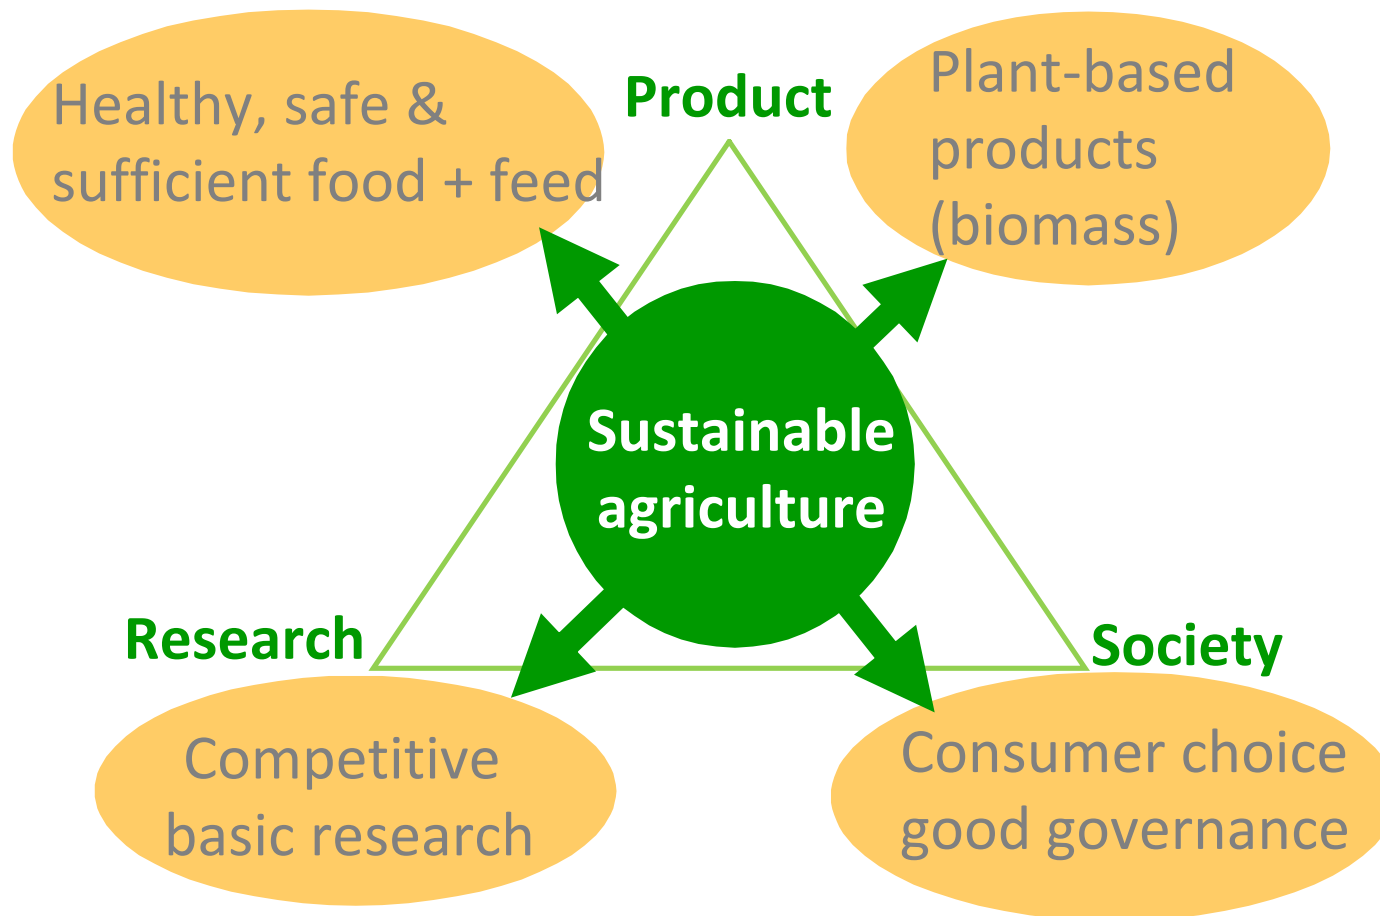 Healthy, safe &
sufficient food + feed
Product
Plant-based
products
(biomass)
Sustainable
agriculture
Research
Society
Competitive
basic research
Consumer choice
good governance